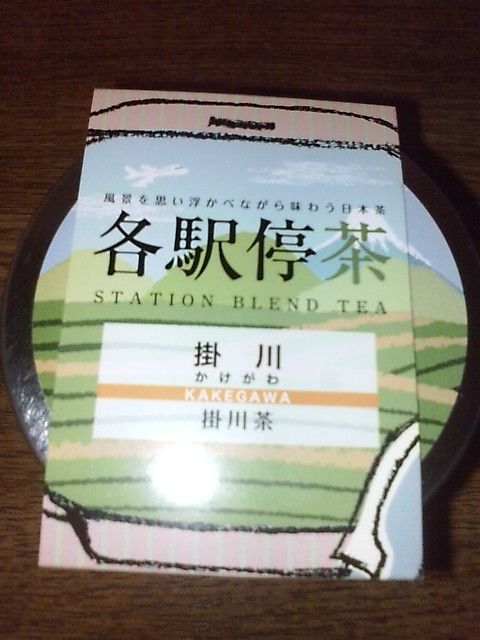 風景を思い浮かべながら味わう日本茶
各駅停茶
STATION BLEND TEA
掛川
かけがわ
KAKEGAWA
掛川茶